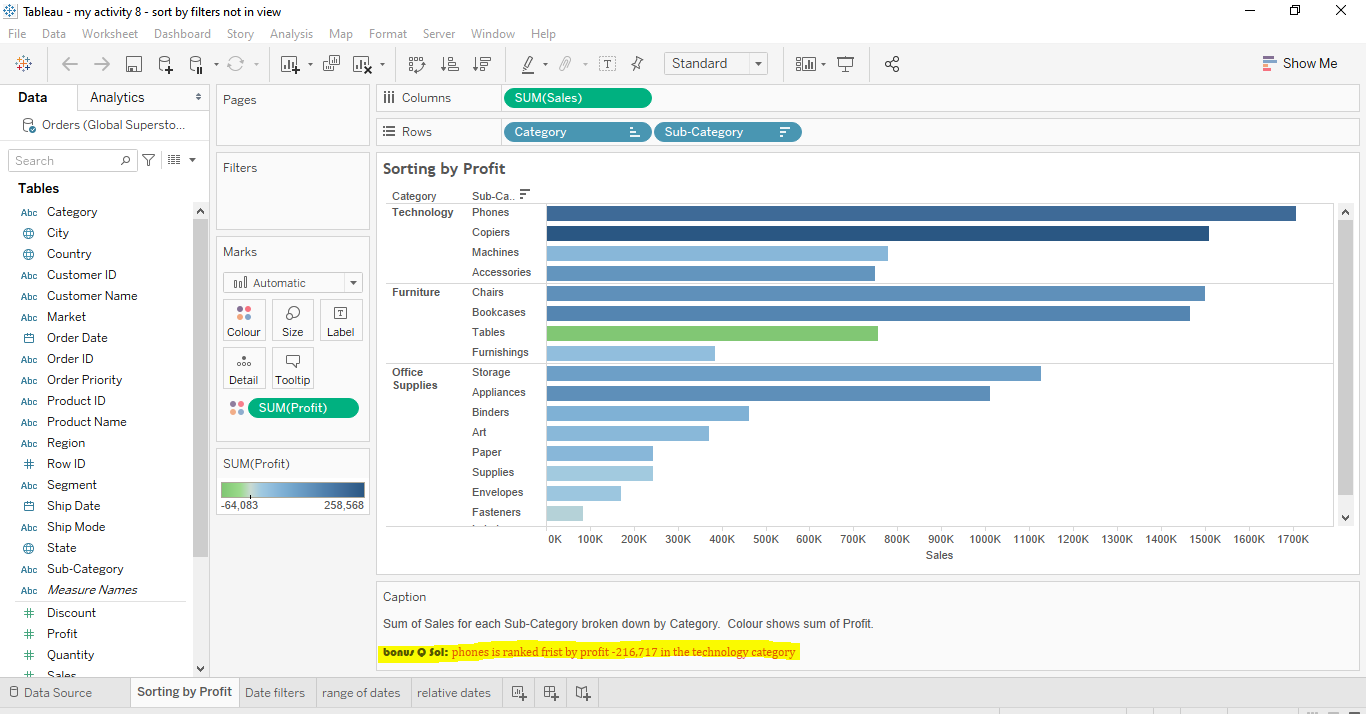 Tableau - my activity 8 - sort by filters not in view
File Data Worksheet Dashboard Story Analysis Map Format Server Window Help
Standard
Show Me
Data Analytics
Orders (Global Supersto...
Search
Tables
Abc Category
City
Country
Abc Customer ID
Abc Customer Name
Abc Market
Order Date
Abc Order ID
Abc Order Priority
Abc Product ID
Abc Product Name
Abc Region
# Row ID
Abc Segment
Ship Date
Abc Ship Mode
State
Abc Sub-Category
Abc Measure Names
# Discount
# Profit
# Quantity
# Sales
Pages
Filters
Marks
Automatic
Colour Size Label
Detail Tooltip
SUM(Profit)
SUM(Profit)
-64,083 258,568
Columns SUM(Sales)
Rows Category Sub-Category
Sorting by Profit
Category Sub-Ca..
Technology Phones
Copiers
Machines
Accessories
Furniture Chairs
Bookcases
Tables
Furnishings
Office Supplies Storage
Appliances
Binders
Art
Paper
Supplies
Envelopes
Fasteners
0K 100K 200K 300K 400K 500K 600K 700K 800K 900K 1000K 1100K 1200K 1300K 1400K 1500K 1600K 1700K
Sales
Caption
Sum of Sales for each Sub-Category broken down by Category. Colour shows sum of Profit.
bonus Q Sol: phones is ranked frist by profit -216,717 in the technology category
Data Source Sorting by Profit Date filters range of dates relative dates